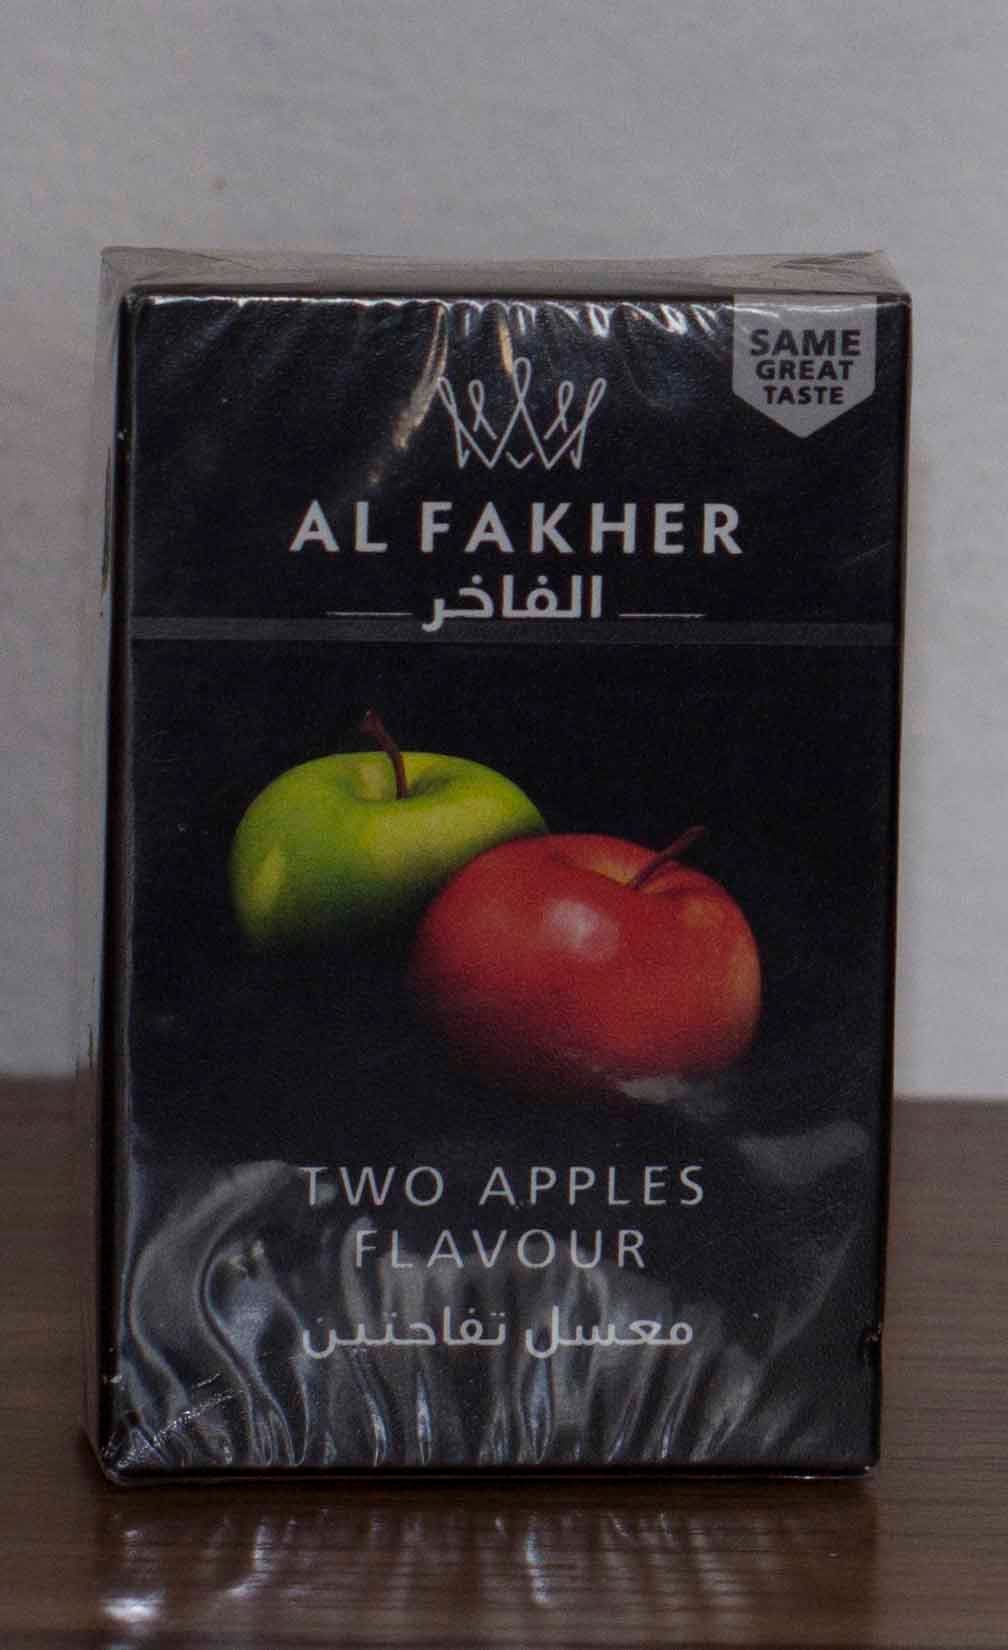 SAME
GREAT
TASTE
AL FAKHER
الفاخر
TWO APPLES
FLAVOUR
معسل تفاحتين